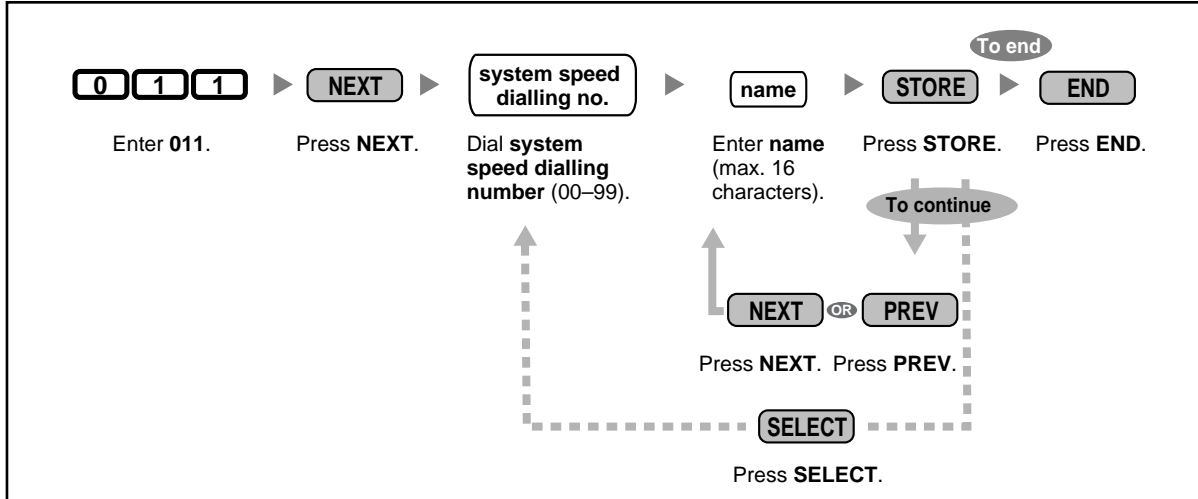 To end
0 1 1 NEXT system speed dialling no. name STORE END
Enter 011. Press NEXT. Dial system speed dialling number (00–99). Enter name (max. 16 characters). Press STORE. Press END.
To continue
NEXT OR PREV
Press NEXT. Press PREV.
SELECT
Press SELECT.